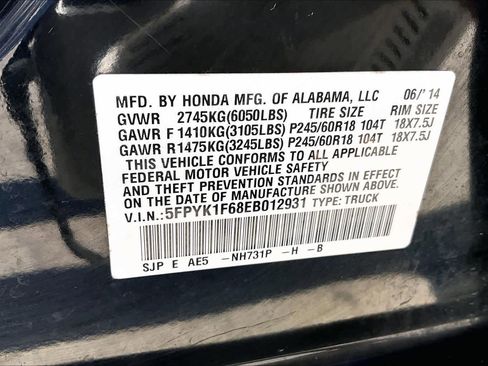 MFD. BY HONDA MFG. OF ALABAMA, LLC 06/'14
GVWR 2745KG(6050LBS) TIRE SIZE RIM SIZE
GAWR F 1410KG(3105LBS) P245/60R18 104T 18X7.5J
GAWR R1475KG(3245LBS) P245/60R18 104T 18X7.5J
THIS VEHICLE CONFORMS TO ALL APPLICABLE
FEDERAL MOTOR VEHICLE SAFETY
AND THEFT PREVENTION STANDARDS IN EFFECT
ON THE DATE OF MANUFACTURE SHOWN ABOVE.
V.I.N.: 5FPYK1F68EB012931 TYPE: TRUCK
SJP E AE5 -NH731P -H -B